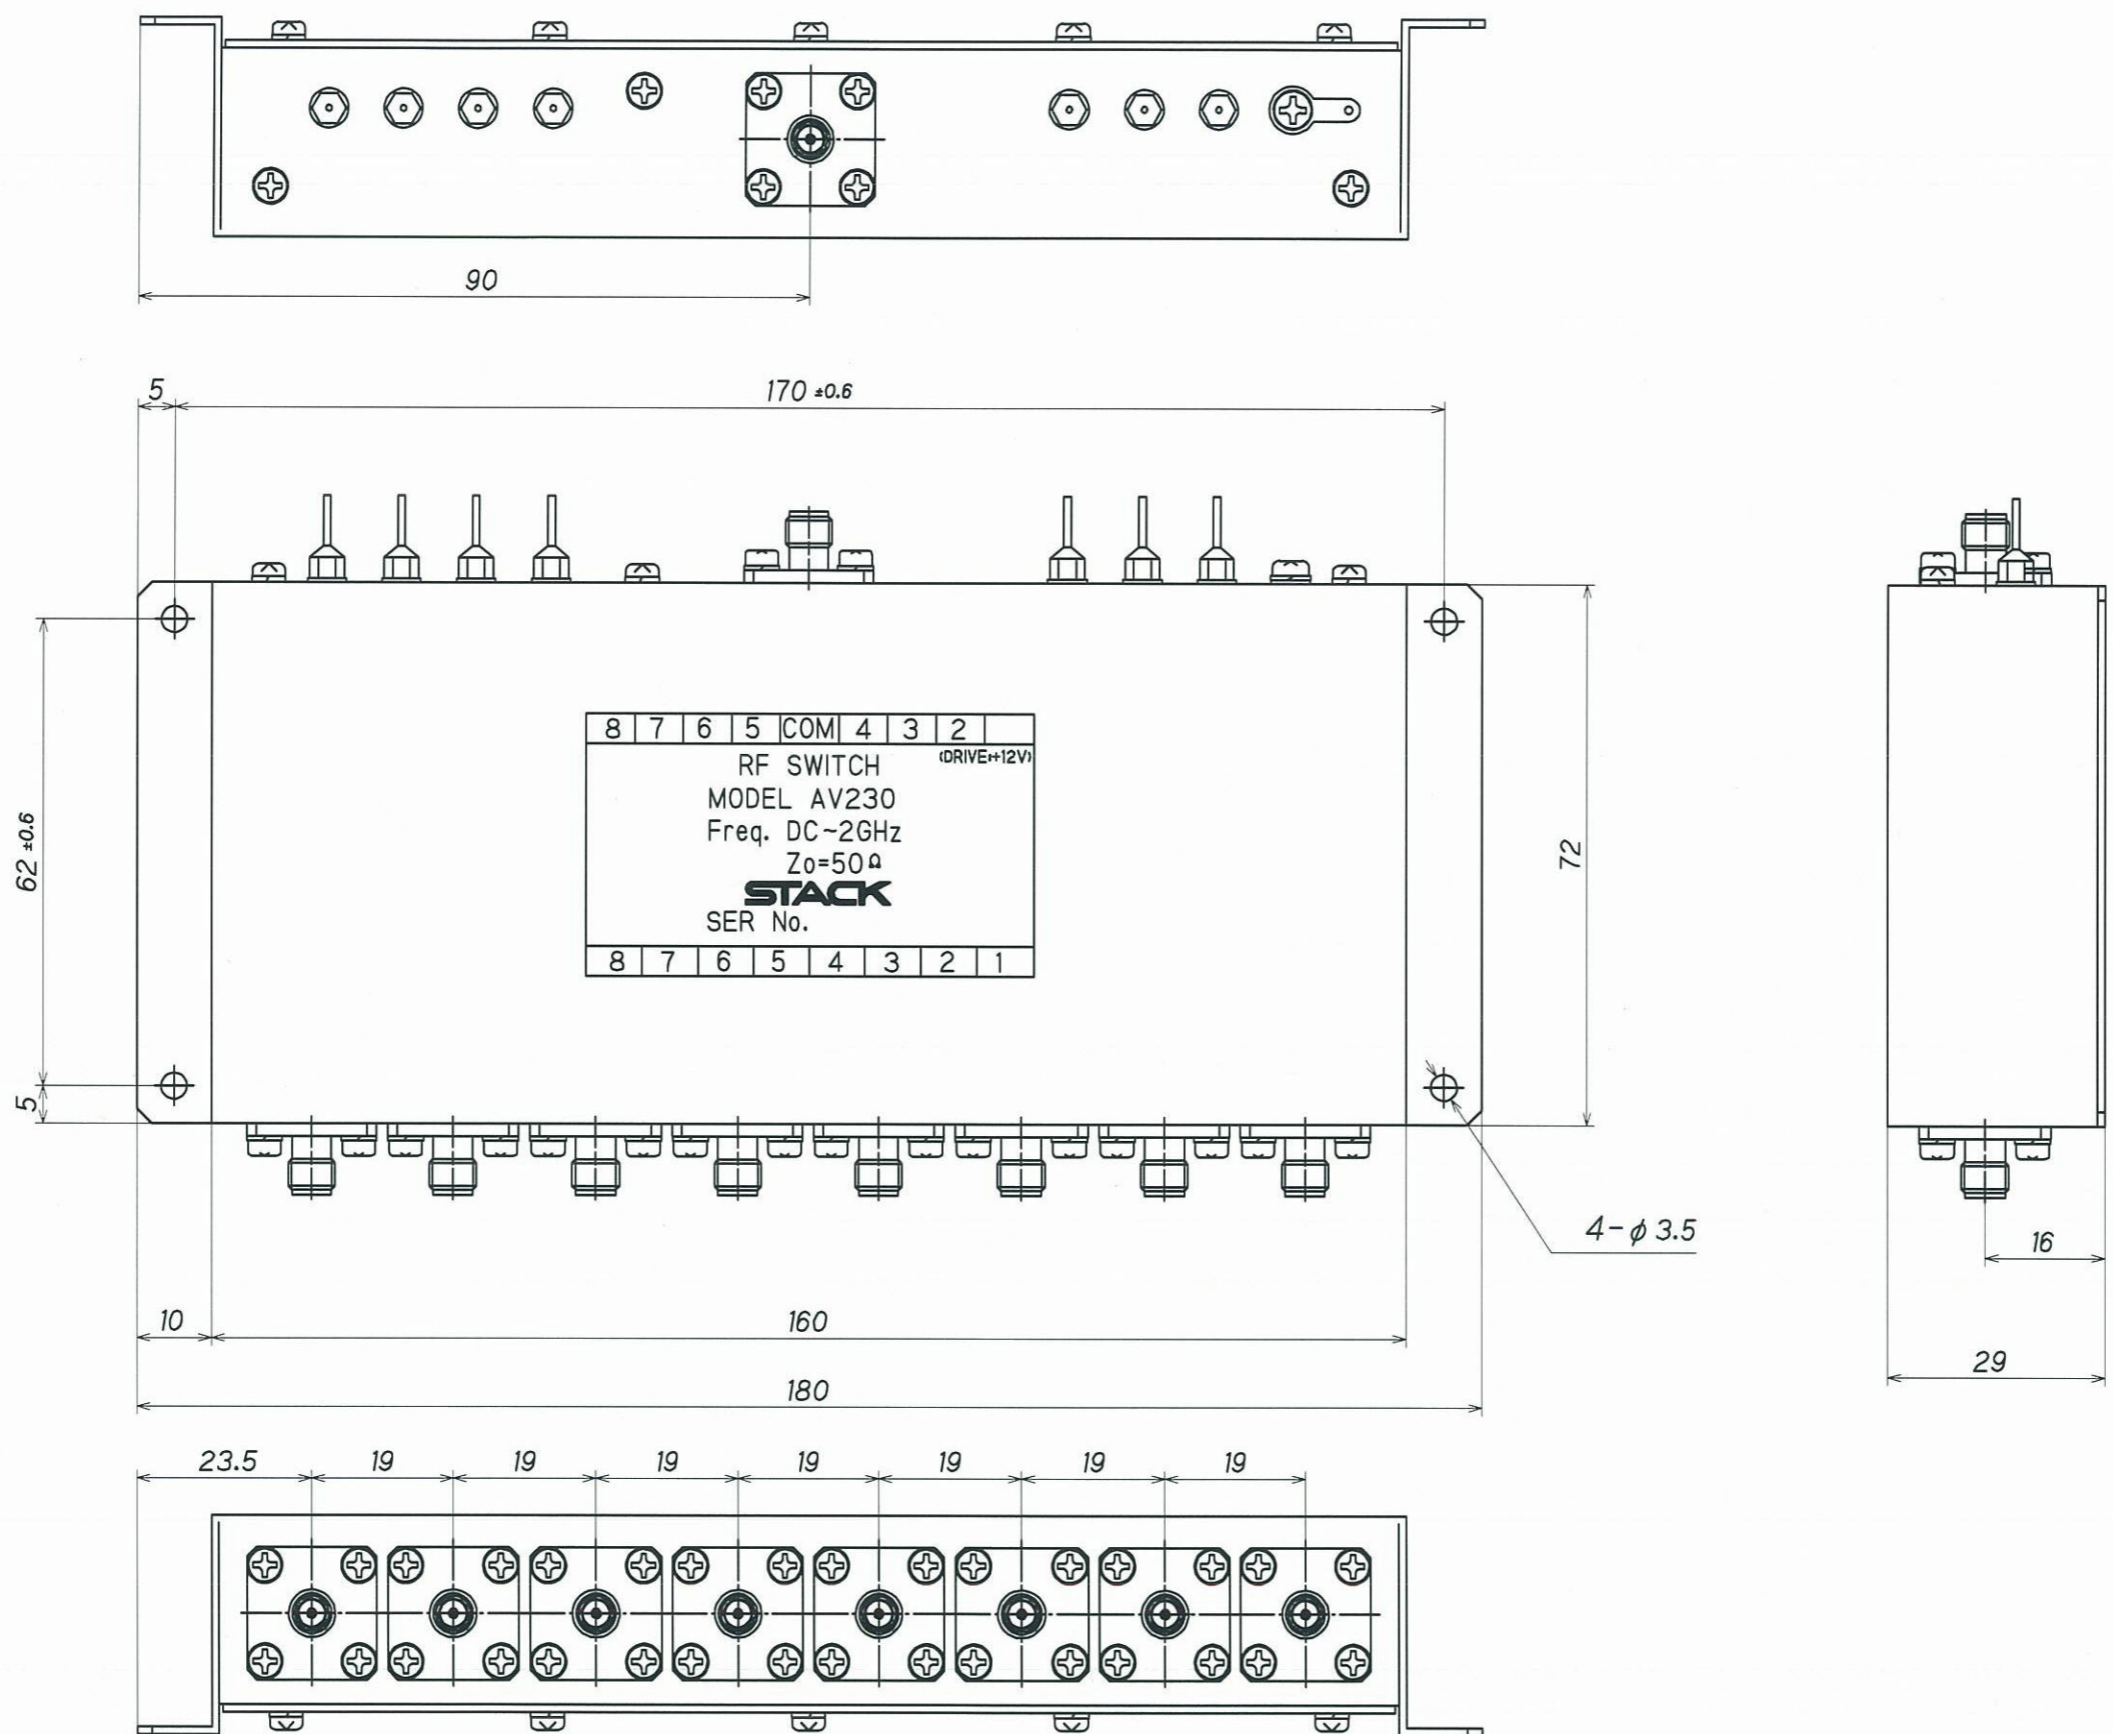 90
5
170 ±0.6
62 ±0.6
5
72
8 7 6 5 COM 4 3 2
(DRIVE:+12V)
RF SWITCH
MODEL AV230
Freq. DC~2GHz
Zo=50Ω
STACK
SER No.
8 7 6 5 4 3 2 1
4-φ3.5
16
10
160
29
180
23.5 19 19 19 19 19 19 19